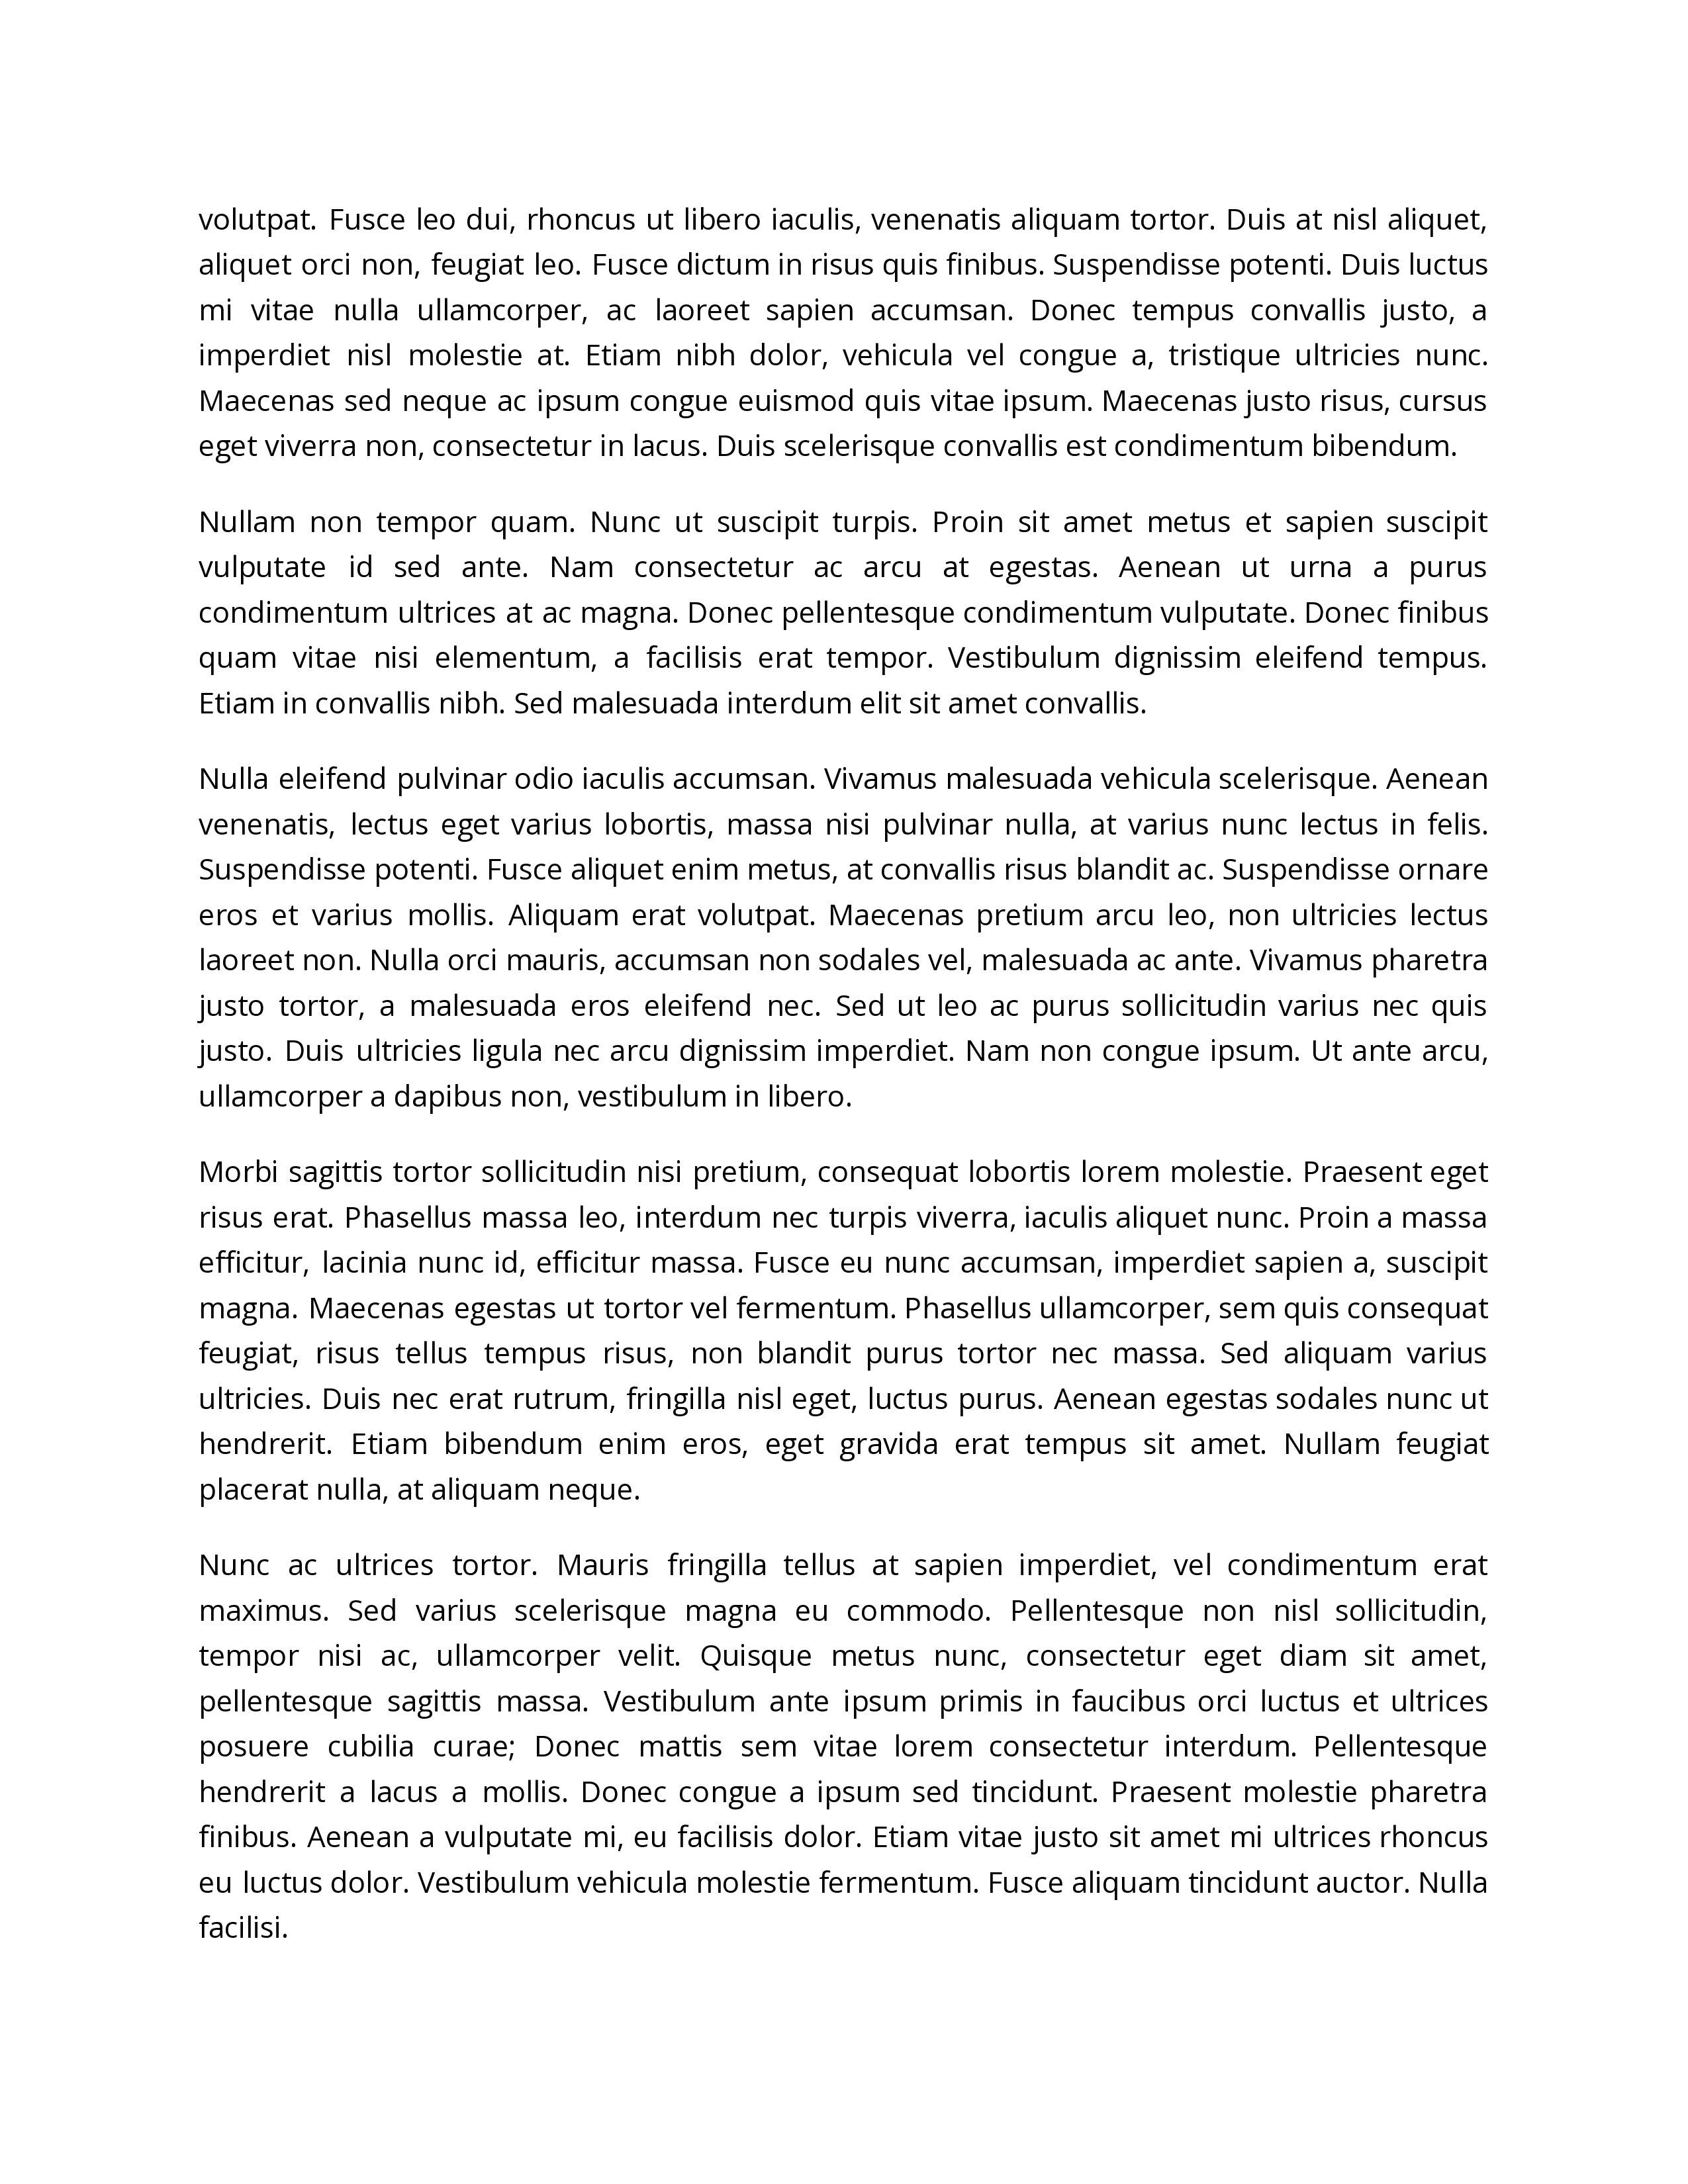 volutpat. Fusce leo dui, rhoncus ut libero iaculis, venenatis aliquam tortor. Duis at nisl aliquet,
aliquet orci non, feugiat leo. Fusce dictum in risus quis finibus. Suspendisse potenti. Duis luctus
mi vitae nulla ullamcorper, ac laoreet sapien accumsan. Donec tempus convallis justo, a
imperdiet nisl molestie at. Etiam nibh dolor, vehicula vel congue a, tristique ultricies nunc.
Maecenas sed neque ac ipsum congue euismod quis vitae ipsum. Maecenas justo risus, cursus
eget viverra non, consectetur in lacus. Duis scelerisque convallis est condimentum bibendum.
Nullam non tempor quam. Nunc ut suscipit turpis. Proin sit amet metus et sapien suscipit
vulputate id sed ante. Nam consectetur ac arcu at egestas. Aenean ut urna a purus
condimentum ultrices at ac magna. Donec pellentesque condimentum vulputate. Donec finibus
quam vitae nisi elementum, a facilisis erat tempor. Vestibulum dignissim eleifend tempus.
Etiam in convallis nibh. Sed malesuada interdum elit sit amet convallis.
Nulla eleifend pulvinar odio iaculis accumsan. Vivamus malesuada vehicula scelerisque. Aenean
venenatis, lectus eget varius lobortis, massa nisi pulvinar nulla, at varius nunc lectus in felis.
Suspendisse potenti. Fusce aliquet enim metus, at convallis risus blandit ac. Suspendisse ornare
eros et varius mollis. Aliquam erat volutpat. Maecenas pretium arcu leo, non ultricies lectus
laoreet non. Nulla orci mauris, accumsan non sodales vel, malesuada ac ante. Vivamus pharetra
justo tortor, a malesuada eros eleifend nec. Sed ut leo ac purus sollicitudin varius nec quis
justo. Duis ultricies ligula nec arcu dignissim imperdiet. Nam non congue ipsum. Ut ante arcu,
ullamcorper a dapibus non, vestibulum in libero.
Morbi sagittis tortor sollicitudin nisi pretium, consequat lobortis lorem molestie. Praesent eget
risus erat. Phasellus massa leo, interdum nec turpis viverra, iaculis aliquet nunc. Proin a massa
efficitur, lacinia nunc id, efficitur massa. Fusce eu nunc accumsan, imperdiet sapien a, suscipit
magna. Maecenas egestas ut tortor vel fermentum. Phasellus ullamcorper, sem quis consequat
feugiat, risus tellus tempus risus, non blandit purus tortor nec massa. Sed aliquam varius
ultricies. Duis nec erat rutrum, fringilla nisl eget, luctus purus. Aenean egestas sodales nunc ut
hendrerit. Etiam bibendum enim eros, eget gravida erat tempus sit amet. Nullam feugiat
placerat nulla, at aliquam neque.
Nunc ac ultrices tortor. Mauris fringilla tellus at sapien imperdiet, vel condimentum erat
maximus. Sed varius scelerisque magna eu commodo. Pellentesque non nisl sollicitudin,
tempor nisi ac, ullamcorper velit. Quisque metus nunc, consectetur eget diam sit amet,
pellentesque sagittis massa. Vestibulum ante ipsum primis in faucibus orci luctus et ultrices
posuere cubilia curae; Donec mattis sem vitae lorem consectetur interdum. Pellentesque
hendrerit a lacus a mollis. Donec congue a ipsum sed tincidunt. Praesent molestie pharetra
finibus. Aenean a vulputate mi, eu facilisis dolor. Etiam vitae justo sit amet mi ultrices rhoncus
eu luctus dolor. Vestibulum vehicula molestie fermentum. Fusce aliquam tincidunt auctor. Nulla
facilisi.